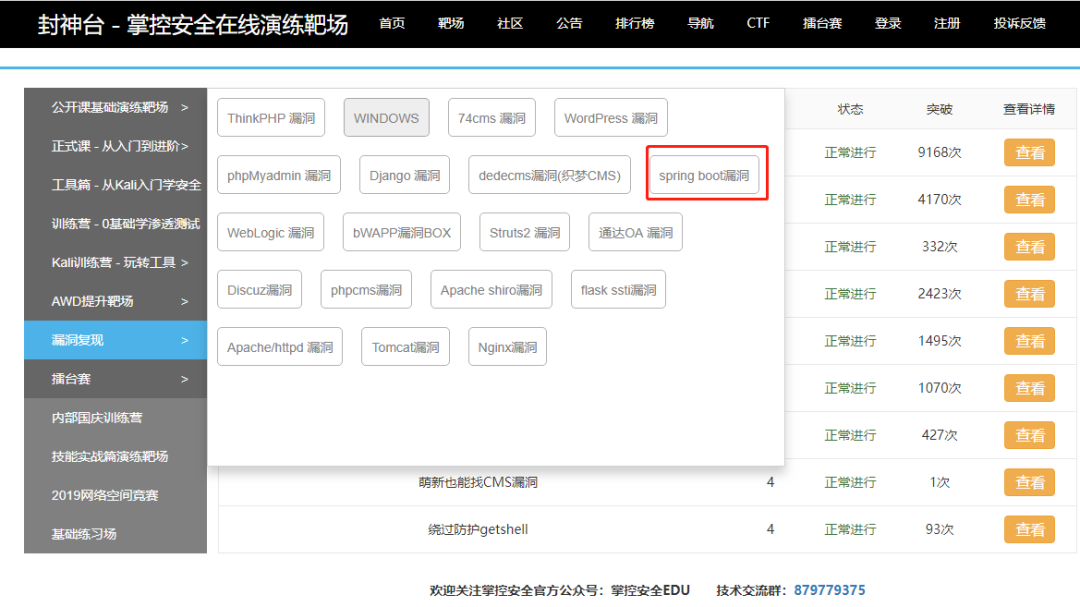 封神台 - 掌控安全在线演练靶场 首页 靶场 社区 公告 排行榜 导航 CTF 擂台赛 登录 注册 投诉反馈
公开课基础演练靶场 >
正式课 - 从入门到进阶>
工具篇 - 从Kali入门学安全
训练营 - 0基础学渗透测试
Kali训练营 - 玩转工具 >
AWD提升靶场 >
漏洞复现 >
擂台赛 >
内部国庆训练营
技能实战篇演练靶场
2019网络空间竞赛
基础练习场
ThinkPHP 漏洞 WINDOWS 74cms 漏洞 WordPress 漏洞
phpMyadmin 漏洞 Django 漏洞 dedecms漏洞(织梦CMS) spring boot漏洞
WebLogic 漏洞 bWAPP漏洞BOX Struts2 漏洞 通达OA 漏洞
Discuz漏洞 phpcms漏洞 Apache shiro漏洞 flask ssti漏洞
Apache/httpd 漏洞 Tomcat漏洞 Nginx漏洞
状态 突破 查看详情
正常进行 9168次 查看
正常进行 4170次 查看
正常进行 332次 查看
正常进行 2423次 查看
正常进行 1495次 查看
正常进行 1070次 查看
正常进行 427次 查看
萌新也能找CMS漏洞 4 正常进行 1次 查看
绕过防护getshell 4 正常进行 93次 查看
欢迎关注掌控安全官方公众号：掌控安全EDU 技术交流群：879779375